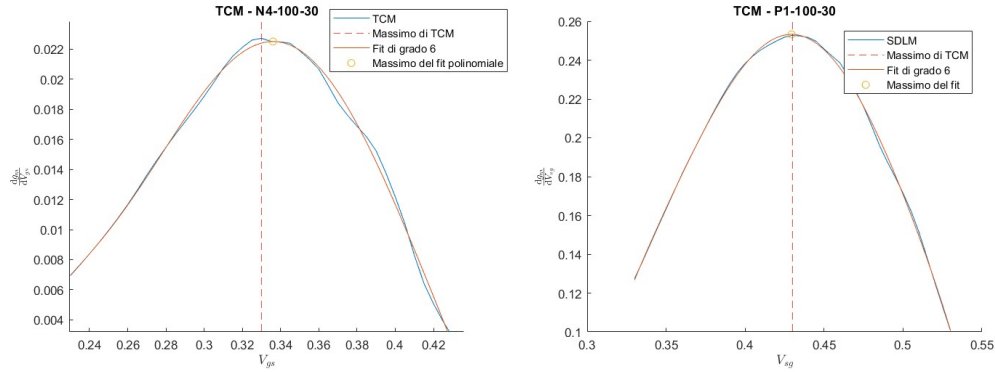 TCM - N4-100-30
TCM
Massimo di TCM
Fit di grado 6
Massimo del fit polinomiale
0.022
0.02
0.018
0.016
0.014
0.012
0.01
0.008
0.006
0.004
0.24
0.26
0.28
0.3
0.32
0.34
0.36
0.38
0.4
0.42
V_gs
TCM - P1-100-30
SDLM
Massimo di TCM
Fit di grado 6
Massimo del fit
0.26
0.24
0.22
0.2
0.18
0.16
0.14
0.12
0.1
0.3
0.35
0.4
0.45
0.5
0.55
V_sg